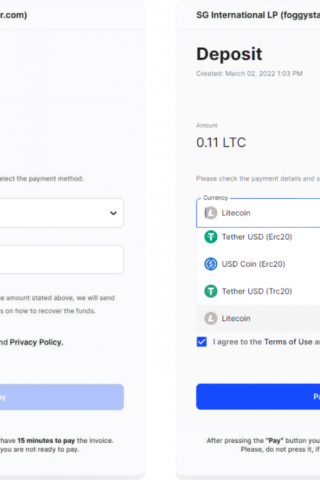 r.com)
elect the payment method.
e amount stated above, we will send
s on how to recover the funds.
nd Privacy Policy.
ay
have 15 minutes to pay the invoice.
you are not ready to pay.
SG International LP (foggysta
Deposit
Created: March 02, 2022 1:03 PM
Amount
0.11 LTC
Please check the payment details and s
Currency
Litecoin
Tether USD (Erc20)
USD Coin (Erc20)
Tether USD (Trc20)
Litecoin
I agree to the Terms of Use a
Pa
After pressing the "Pay" button you
Please, do not press it, if